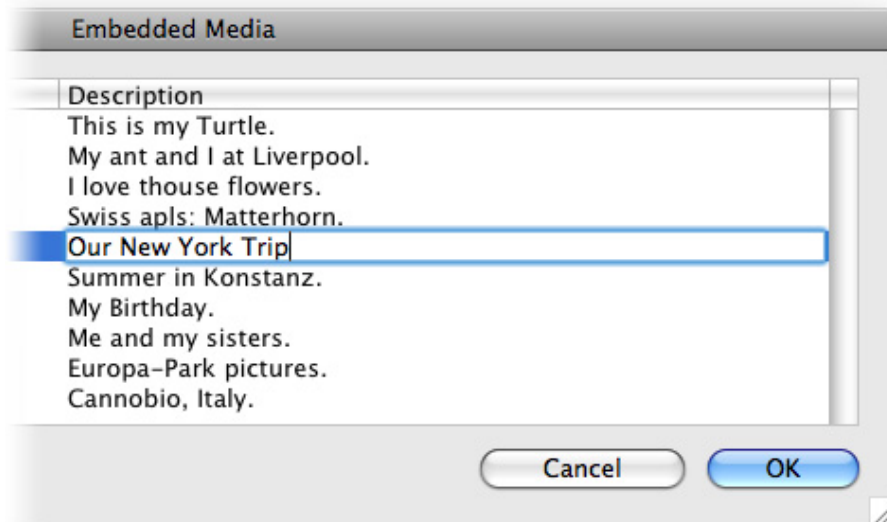 Embedded Media
Description
This is my Turtle.
My ant and I at Liverpool.
I love thouse flowers.
Swiss apls: Matterhorn.
Our New York Trip
Summer in Konstanz.
My Birthday.
Me and my sisters.
Europa-Park pictures.
Cannobio, Italy.
Cancel OK